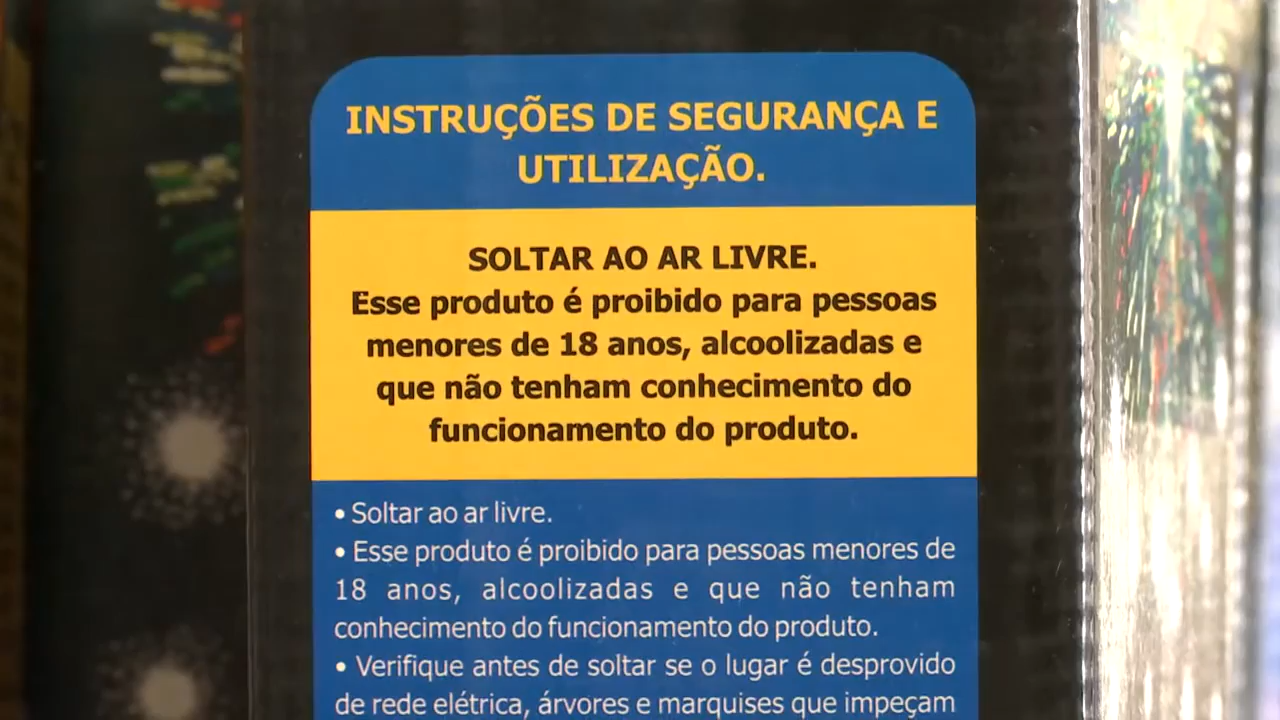 INSTRUÇÕES DE SEGURANÇA E
UTILIZAÇÃO.
SOLTAR AO AR LIVRE.
Esse produto é proibido para pessoas
menores de 18 anos, alcoolizadas e
que não tenham conhecimento do
funcionamento do produto.
• Soltar ao ar livre.
• Esse produto é proibido para pessoas menores de
18 anos, alcoolizadas e que não tenham
conhecimento do funcionamento do produto.
• Verifique antes de soltar se o lugar é desprovido
de rede elétrica, árvores e marquises que impeçam